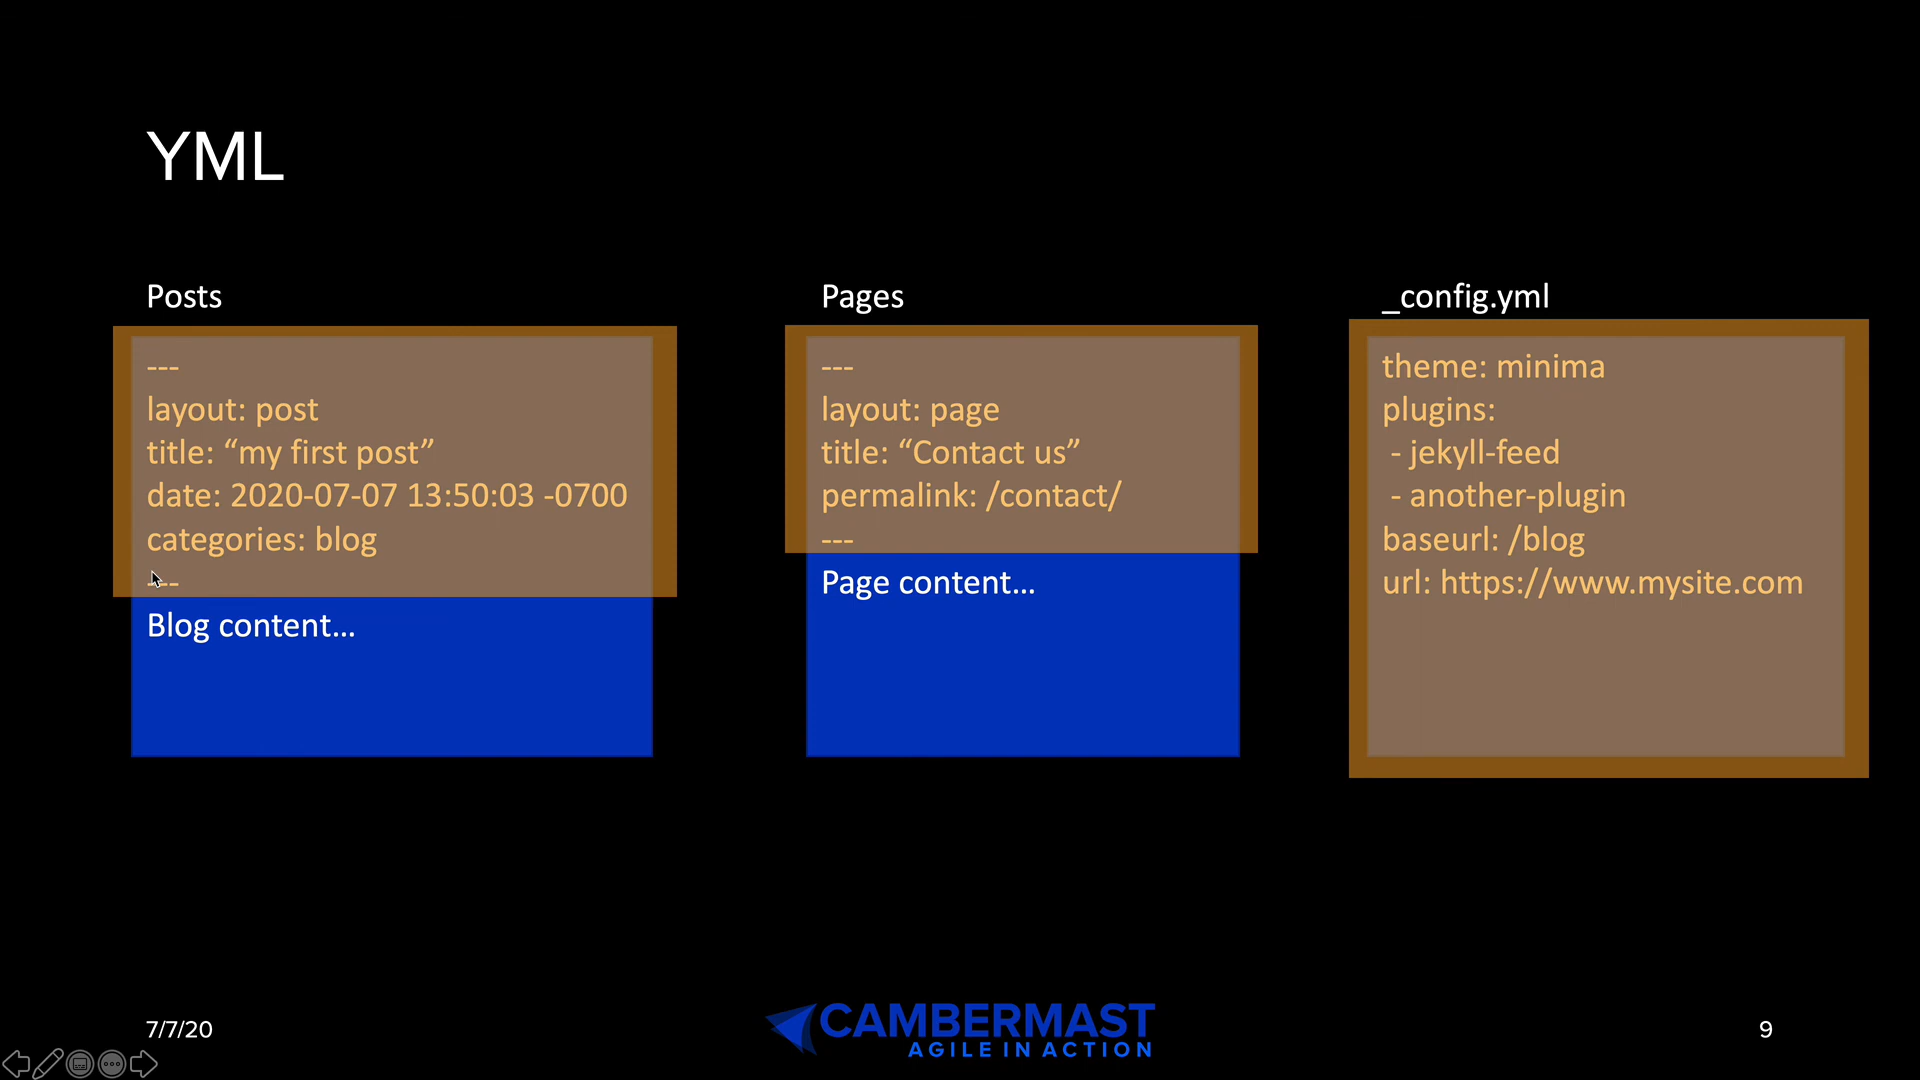 YML
Posts
---
layout: post
title: “my first post”
date: 2020-07-07 13:50:03 -0700
categories: blog
---
Blog content...
Pages
---
layout: page
title: “Contact us”
permalink: /contact/
---
Page content...
_config.yml
theme: minima
plugins:
- jekyll-feed
- another-plugin
baseurl: /blog
url: https://www.mysite.com
7/7/20
CAMBERMAST
AGILE IN ACTION
9